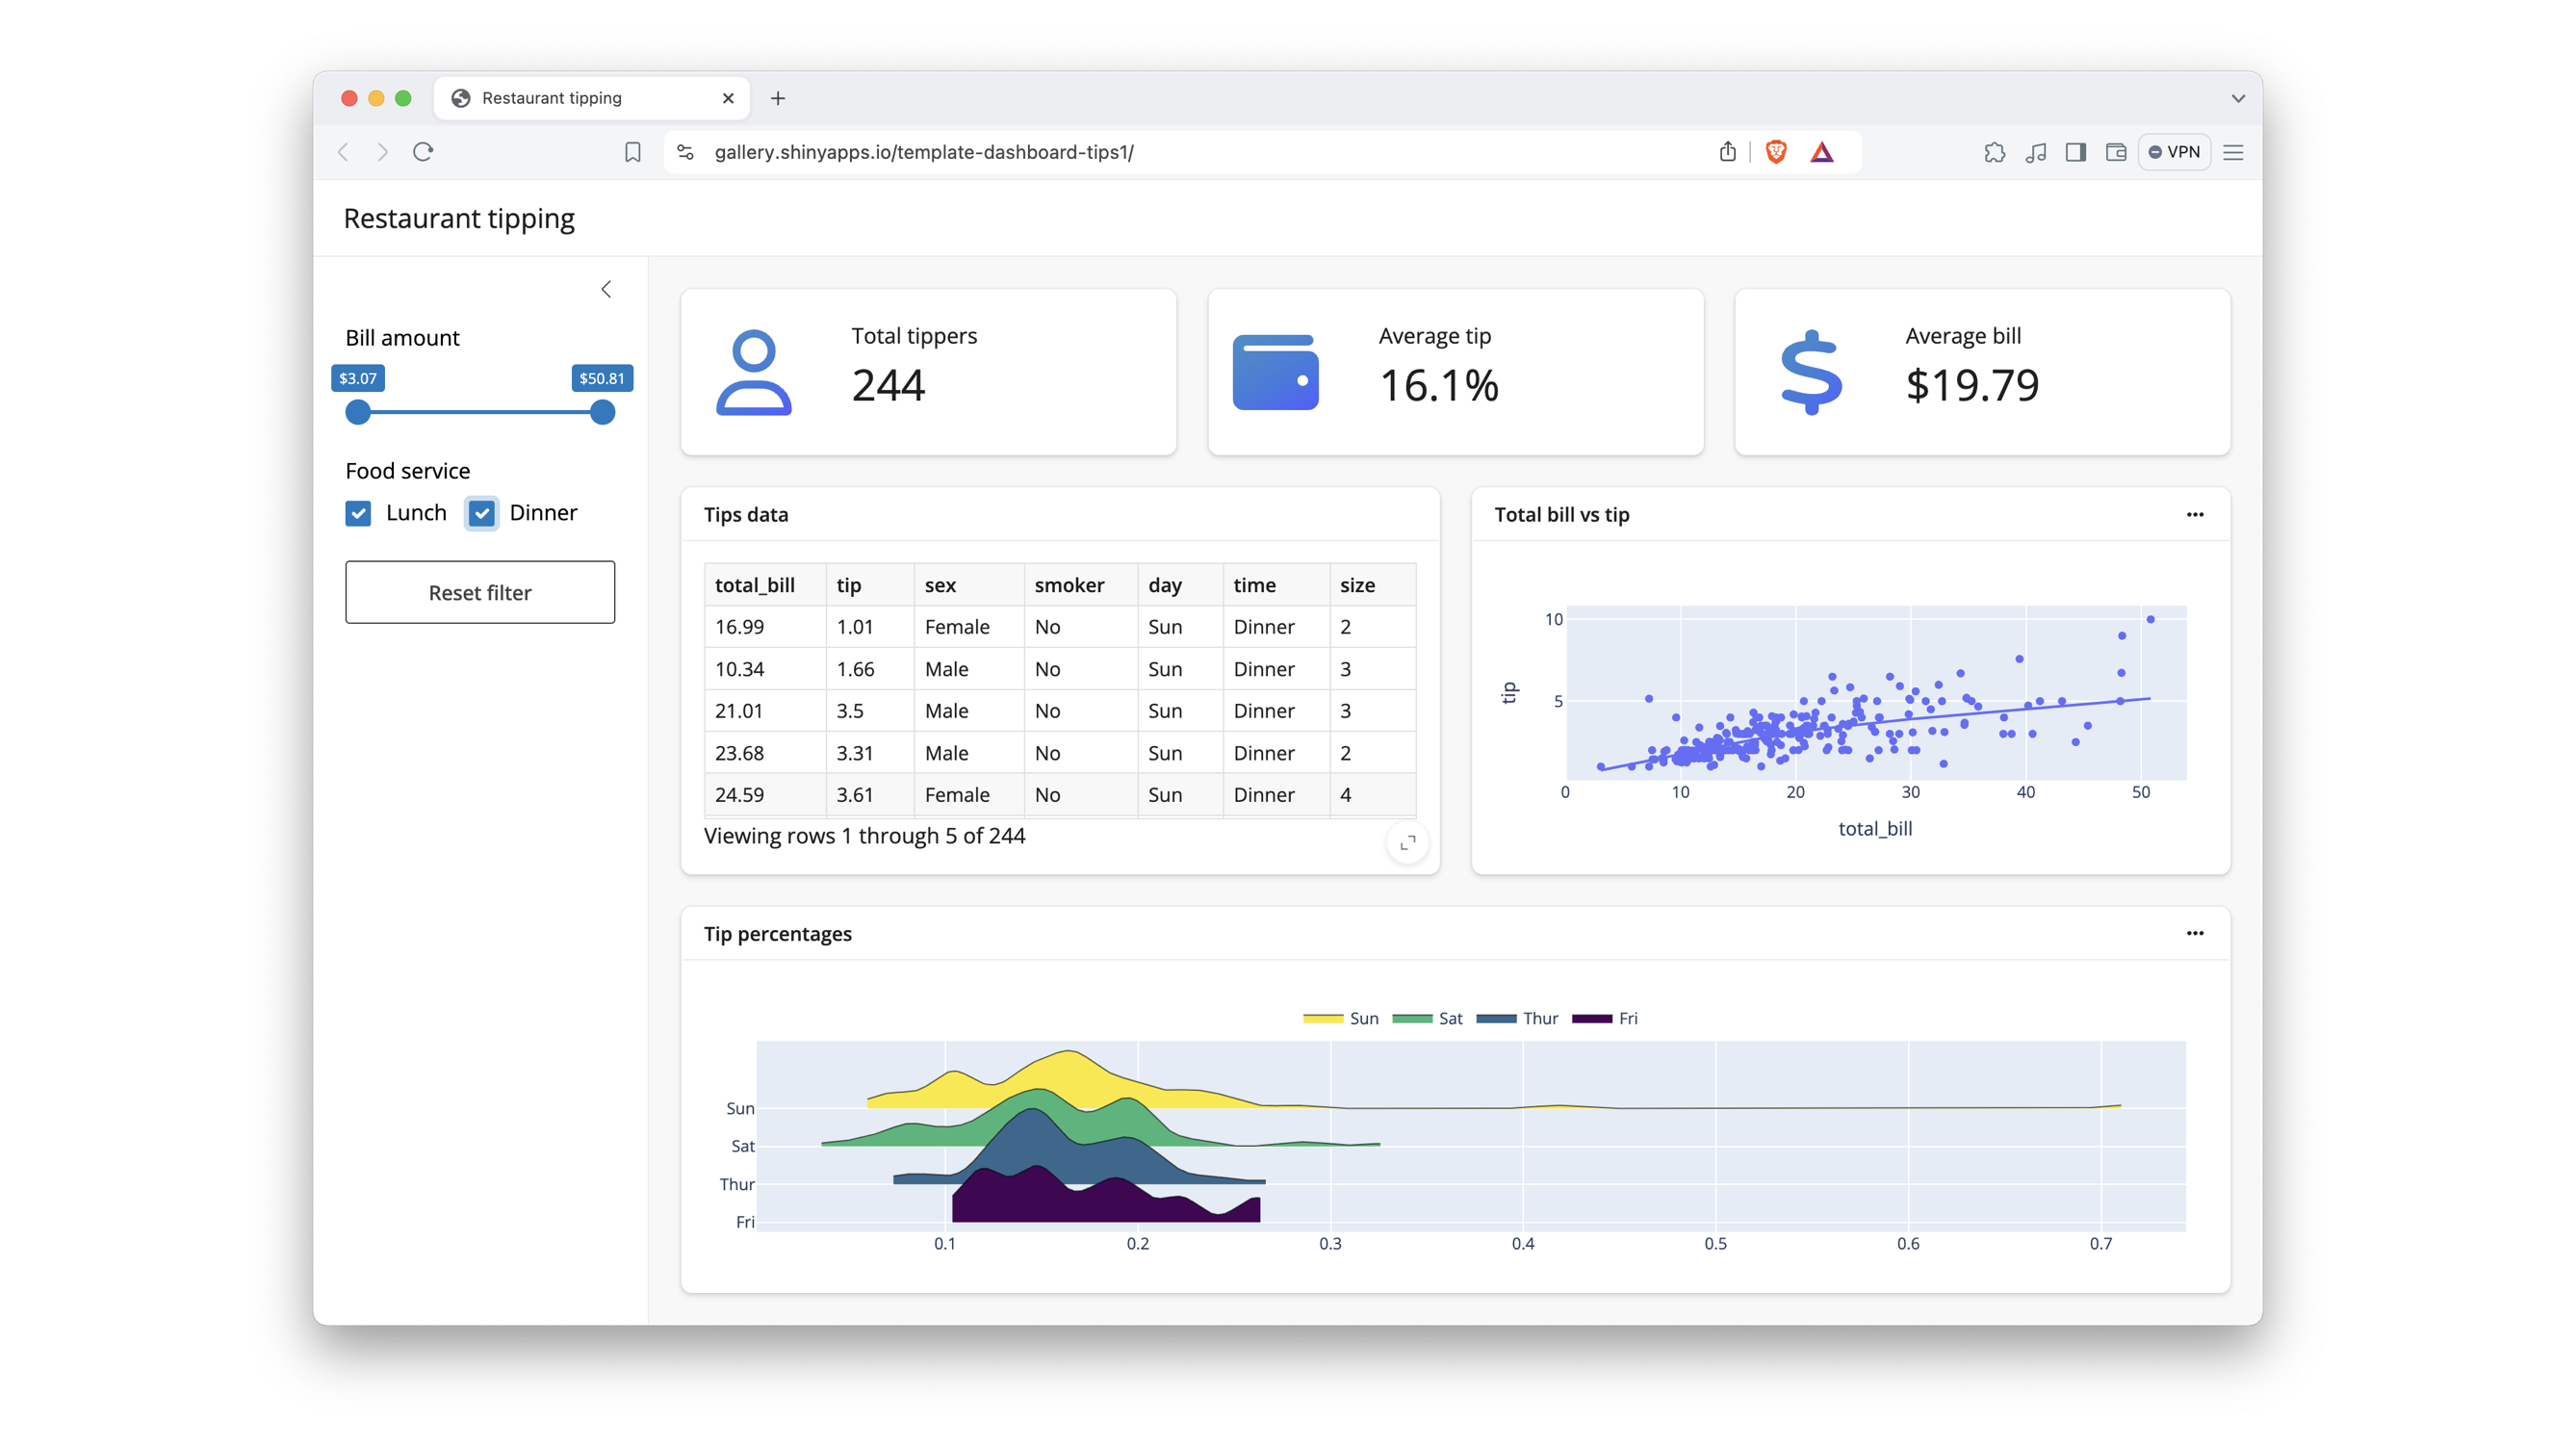 Restaurant tipping
gallery.shinyapps.io/template-dashboard-tips1/
VPN
Restaurant tipping
Bill amount
$3.07 $50.81
Food service
Lunch Dinner
Reset filter
Total tippers
244
Average tip
16.1%
Average bill
$19.79
Tips data
total_bill tip sex smoker day time size
16.99 1.01 Female No Sun Dinner 2
10.34 1.66 Male No Sun Dinner 3
21.01 3.5 Male No Sun Dinner 3
23.68 3.31 Male No Sun Dinner 2
24.59 3.61 Female No Sun Dinner 4
Viewing rows 1 through 5 of 244
Total bill vs tip
10
5
tip
0 10 20 30 40 50
total_bill
Tip percentages
Sun Sat Thur Fri
Sun
Sat
Thur
Fri
0.1 0.2 0.3 0.4 0.5 0.6 0.7